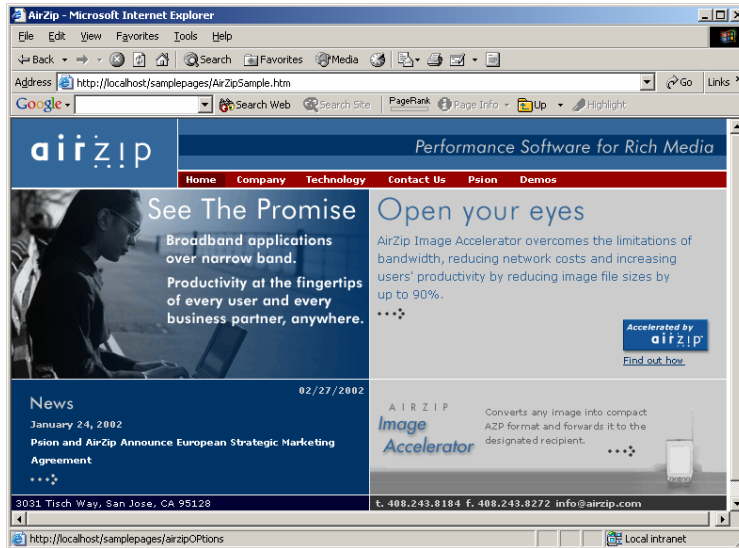 AirZip - Microsoft Internet Explorer
File Edit View Favorites Tools Help
Back Search Favorites Media
Address http://localhost/samplepages/AirZipSample.htm Go Links
Google Search Web Search Site PageRank Page Info Up Highlight
airzip
Performance Software for Rich Media
Home Company Technology Contact Us Psion Demos
See The Promise
Broadband applications
over narrow band.
Productivity at the fingertips
of every user and every
business partner, anywhere.
Open your eyes
AirZip Image Accelerator overcomes the limitations of
bandwidth, reducing network costs and increasing
users' productivity by reducing image file sizes by
up to 90%.
Accelerated by
airzip
Find out how
02/27/2002
News
January 24, 2002
Psion and AirZip Announce European Strategic Marketing
Agreement
AIRZIP
Image
Accelerator
Converts any image into compact
AZP format and forwards it to the
designated recipient.
3031 Tisch Way, San Jose, CA 95128
t. 408.243.8184 f. 408.243.8272 info@airzip.com
http://localhost/samplepages/airzipOPtions
Local intranet